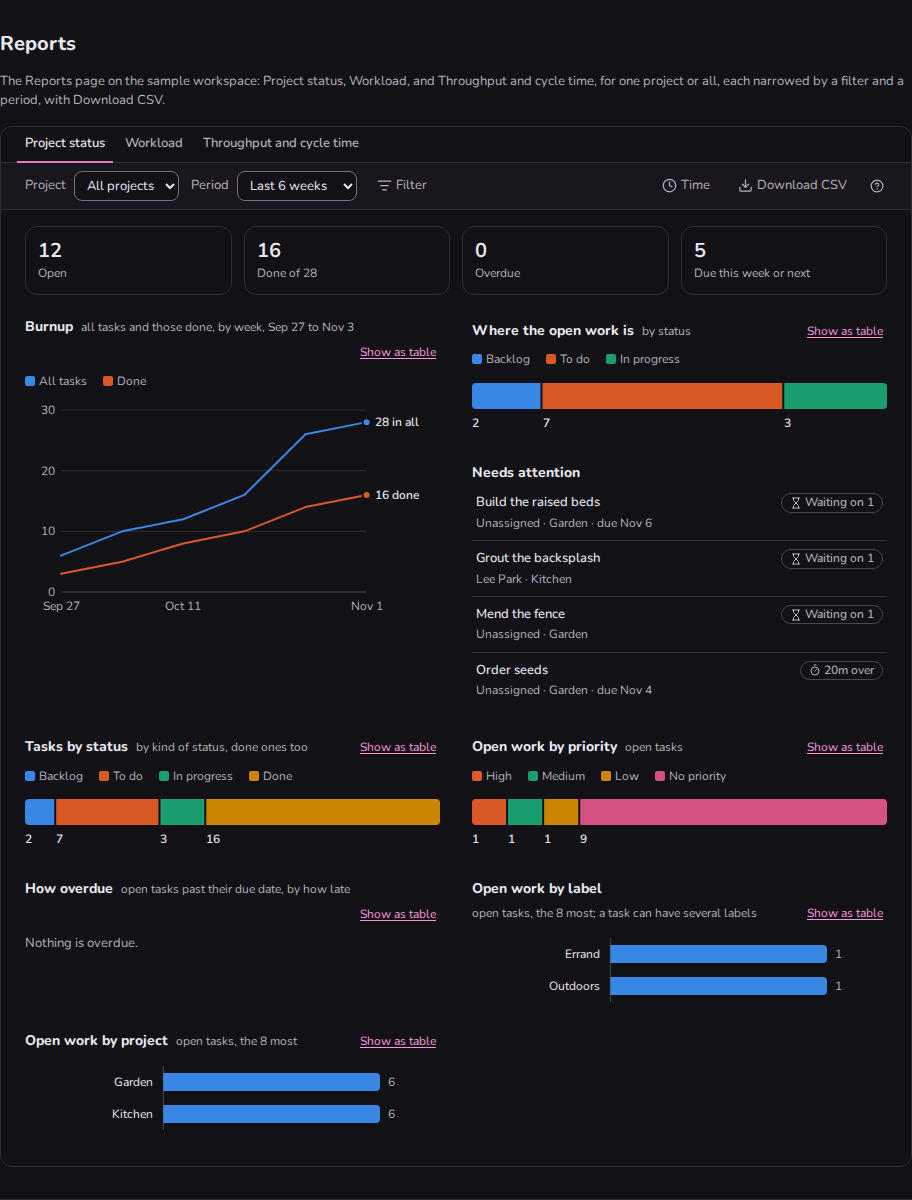 Reports
The Reports page on the sample workspace: Project status, Workload, and Throughput and cycle time, for one project or all, each narrowed by a filter and a
period, with Download CSV.
Project status Workload Throughput and cycle time
Project All projects Period Last 6 weeks Filter Time Download CSV
12
Open
16
Done of 28
0
Overdue
5
Due this week or next
Burnup all tasks and those done, by week, Sep 27 to Nov 3
Show as table
All tasks Done
30
20
10
0
28 in all
16 done
Sep 27 Oct 11 Nov 1
Where the open work is by status Show as table
Backlog To do In progress
2 7 3
Needs attention
Build the raised beds Waiting on 1
Unassigned · Garden · due Nov 6
Grout the backsplash Waiting on 1
Lee Park · Kitchen
Mend the fence Waiting on 1
Unassigned · Garden
Order seeds 20m over
Unassigned · Garden · due Nov 4
Tasks by status by kind of status, done ones too Show as table
Backlog To do In progress Done
2 7 3 16
Open work by priority open tasks Show as table
High Medium Low No priority
1 1 1 9
How overdue open tasks past their due date, by how late
Show as table
Nothing is overdue.
Open work by label
open tasks, the 8 most; a task can have several labels Show as table
Errand 1
Outdoors 1
Open work by project open tasks, the 8 most Show as table
Garden 6
Kitchen 6